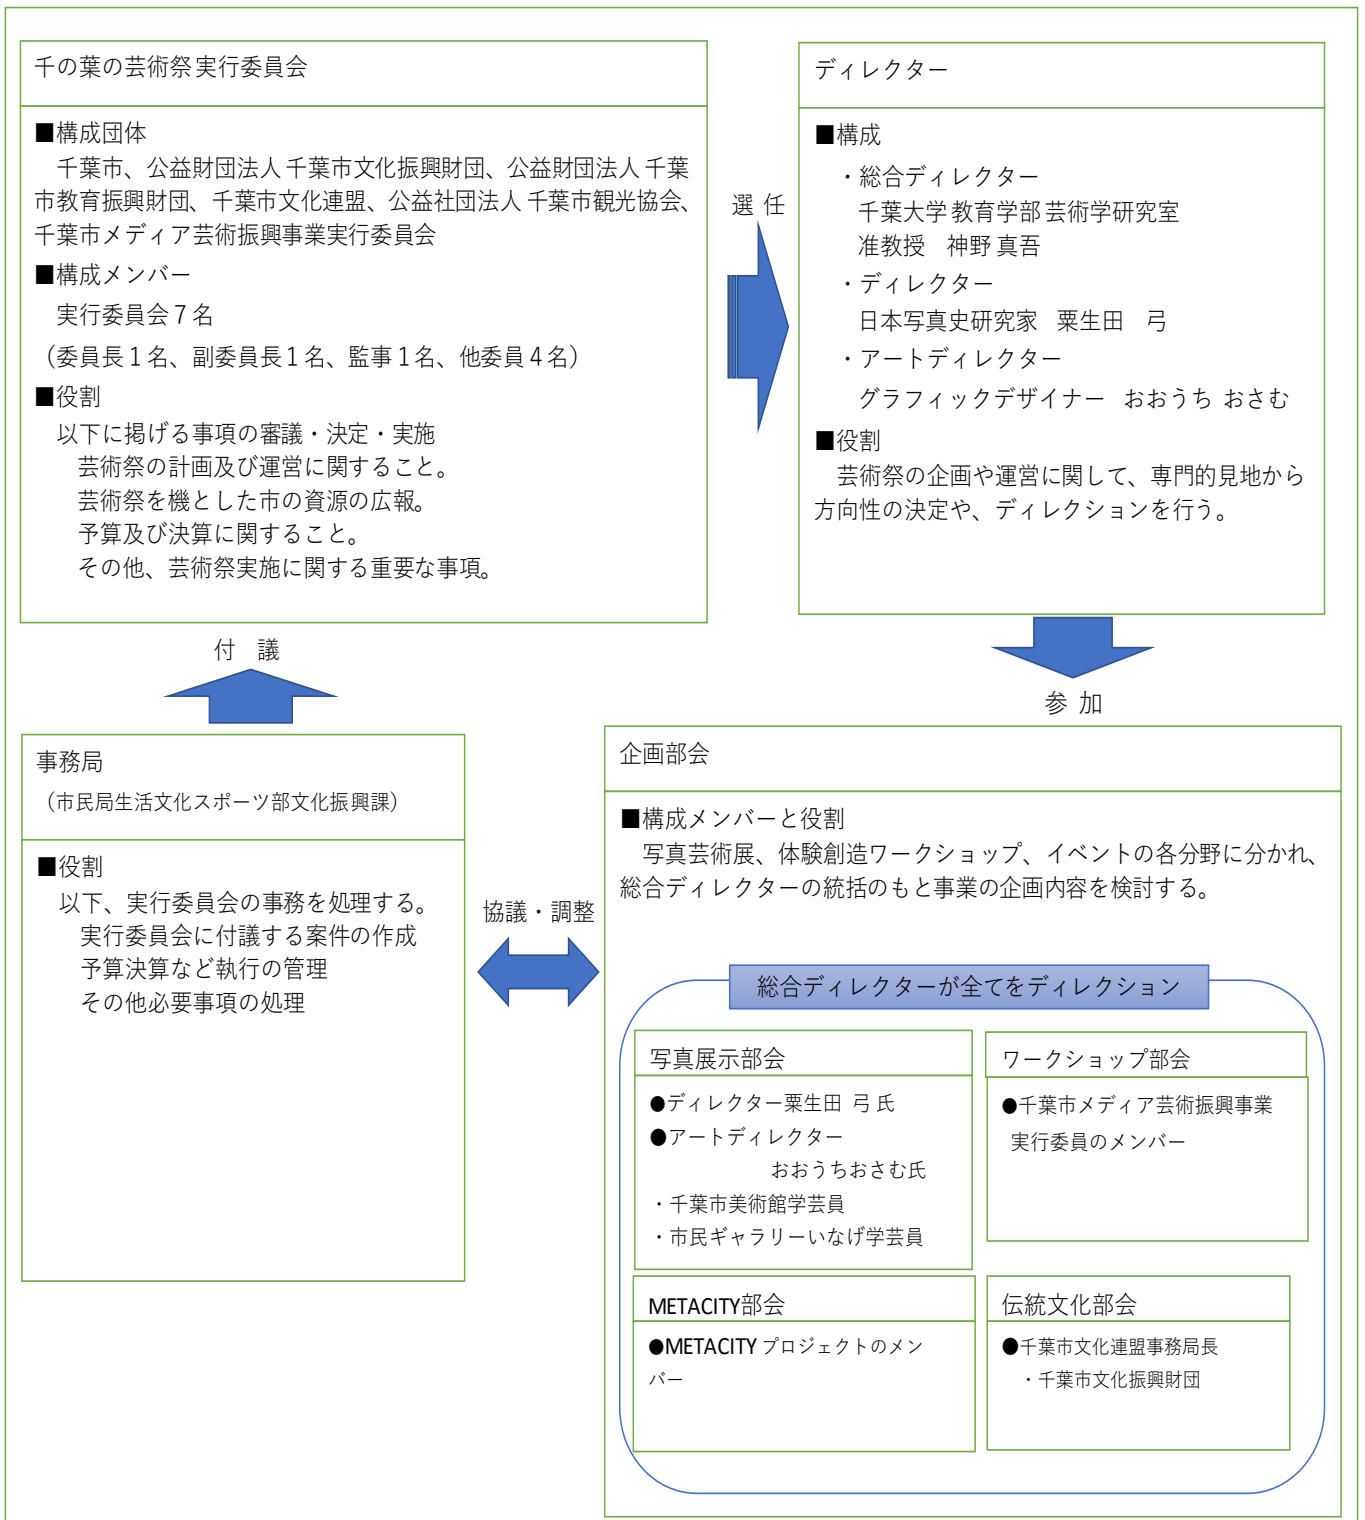 千の葉の芸術祭 実行委員会
■構成団体
千葉市、公益財団法人 千葉市文化振興財団、公益財団法人 千葉
市教育振興財団、千葉市文化連盟、公益社団法人 千葉市観光協会、
千葉市メディア芸術振興事業実行委員会
■構成メンバー
実行委員会7名
（委員長1名、副委員長1名、監事1名、他委員4名）
■役割
以下に掲げる事項の審議・決定・実施
芸術祭の計画及び運営に関すること。
芸術祭を機とした市の資源の広報。
予算及び決算に関すること。
その他、芸術祭実施に関する重要な事項。
選 任
ディレクター
■構成
・総合ディレクター
千葉大学 教育学部 芸術学研究室
准教授　神野 真吾
・ディレクター
日本写真史研究家　粟生田　弓
・アートディレクター
グラフィックデザイナー　おおうち おさむ
■役割
芸術祭の企画や運営に関して、専門的見地から
方向性の決定や、ディレクションを行う。
付　議
参 加
事務局
（市民局生活文化スポーツ部文化振興課）
■役割
以下、実行委員会の事務を処理する。
実行委員会に付議する案件の作成
予算決算など執行の管理
その他必要事項の処理
協議・調整
企画部会
■構成メンバーと役割
写真芸術展、体験創造ワークショップ、イベントの各分野に分かれ、
総合ディレクターの統括のもと事業の企画内容を検討する。
総合ディレクターが全てをディレクション
写真展示部会
●ディレクター粟生田 弓 氏
●アートディレクター
おおうちおさむ氏
・千葉市美術館学芸員
・市民ギャラリーいなげ学芸員
ワークショップ部会
●千葉市メディア芸術振興事業
実行委員のメンバー
METACITY部会
●METACITY プロジェクトのメン
バー
伝統文化部会
●千葉市文化連盟事務局長
・千葉市文化振興財団